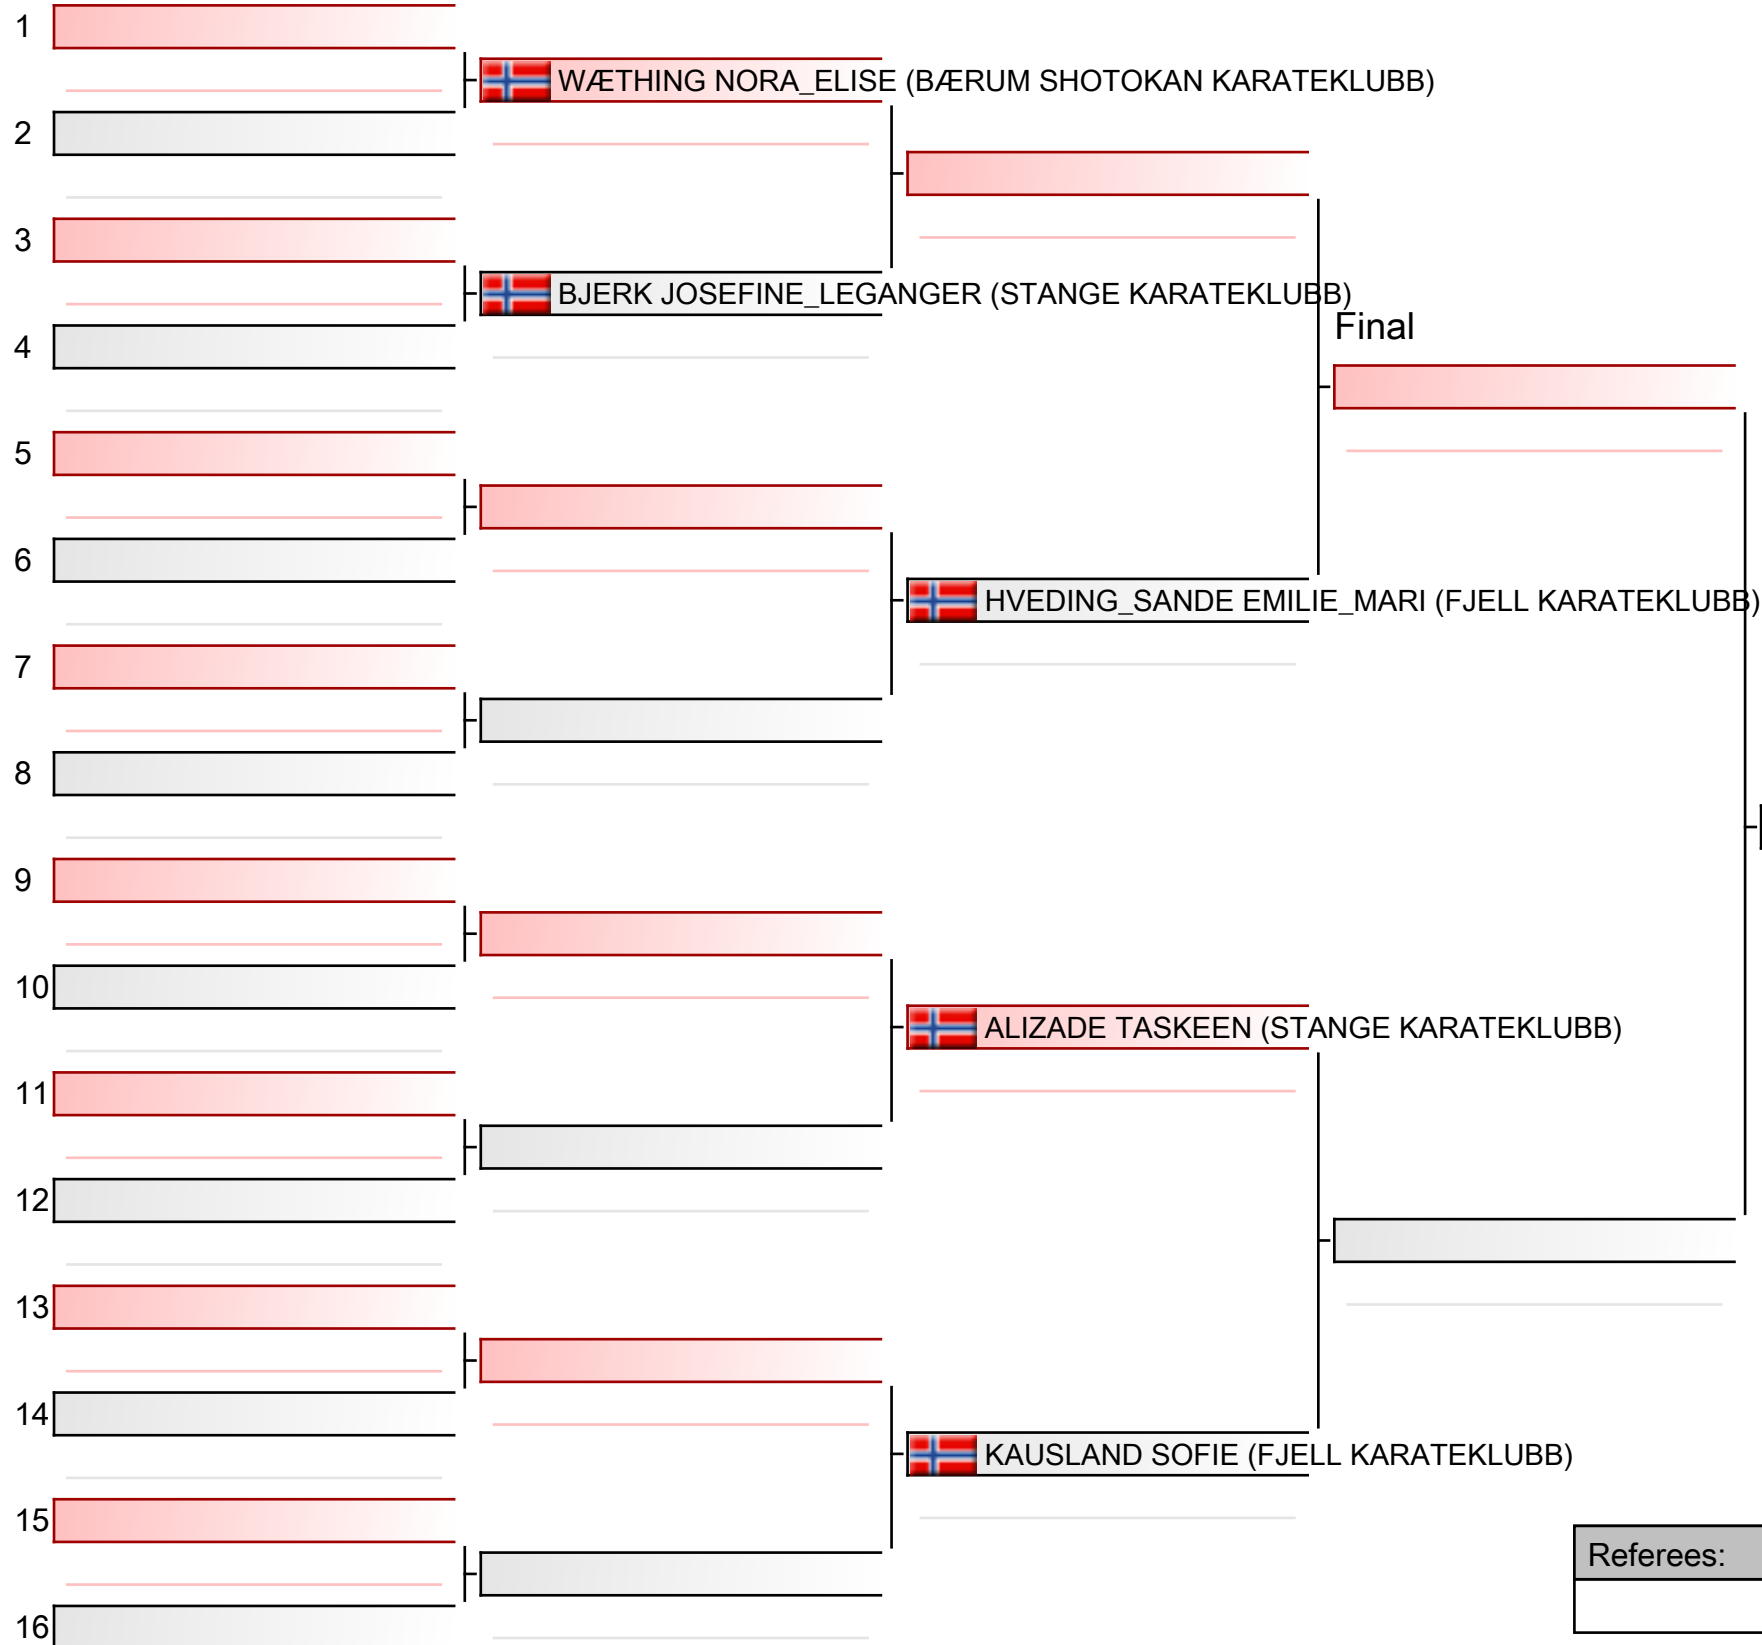 1
WÆTHING NORA_ELISE (BÆRUM SHOTOKAN KARATEKLUBB)
2
3
BJERK JOSEFINE_LEGANGER (STANGE KARATEKLUBB)
Final
4
5
6
HVEDING_SANDE EMILIE_MARI (FJELL KARATEKLUBB)
7
8
9
10
ALIZADE TASKEEN (STANGE KARATEKLUBB)
11
12
13
14
KAUSLAND SOFIE (FJELL KARATEKLUBB)
15
Referees:
16